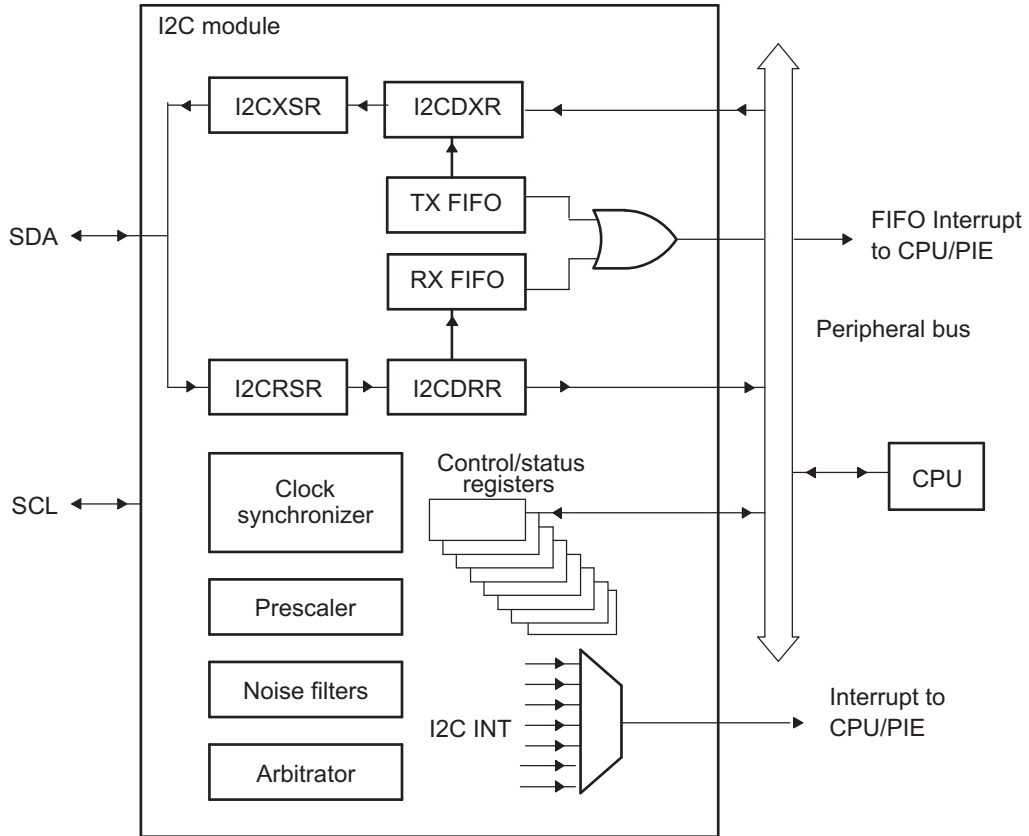 I2C module
I2CXSR
I2CDXR
TX FIFO
SDA
FIFO Interrupt
to CPU/PIE
RX FIFO
Peripheral bus
I2CRSR
I2CDRR
Control/status
registers
Clock
synchronizer
SCL
CPU
Prescaler
Noise filters
I2C INT
Interrupt to
CPU/PIE
Arbitrator